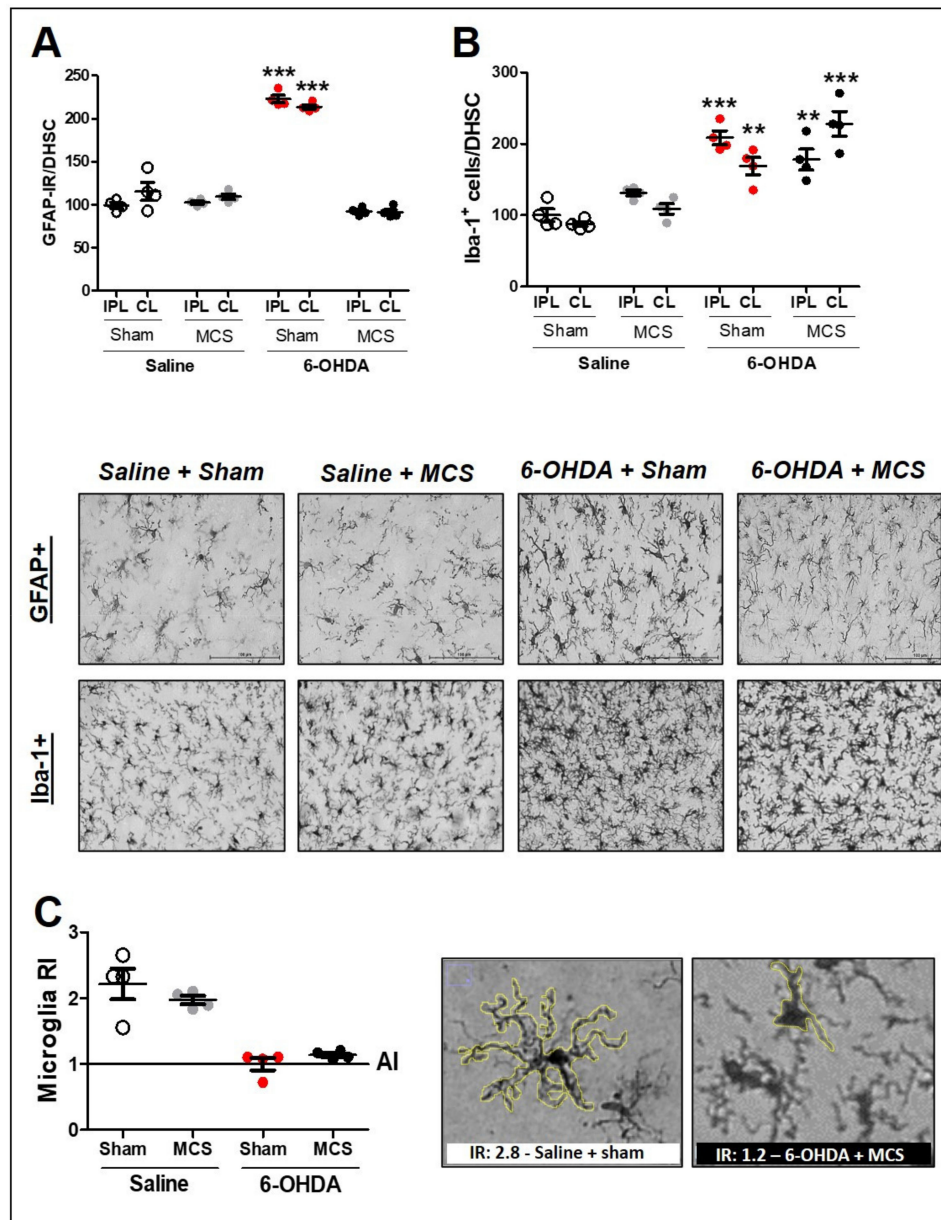 A
B
GFAP-IR/DHSC
250
200
150
100
50
0
*** ***
IPL CL IPL CL IPL CL IPL CL
Sham MCS Sham MCS
Saline 6-OHDA
Iba-1+ cells/DHSC
300
200
100
0
*** ** ** ***
IPL CL IPL CL IPL CL IPL CL
Sham MCS Sham MCS
Saline 6-OHDA
Saline + Sham Saline + MCS 6-OHDA + Sham 6-OHDA + MCS
GFAP+
Iba-1+
C
Microglia RI
3
2
1
0
AI
Sham MCS Sham MCS
Saline 6-OHDA
IR: 2.8 - Saline + sham
IR: 1.2 – 6-OHDA + MCS